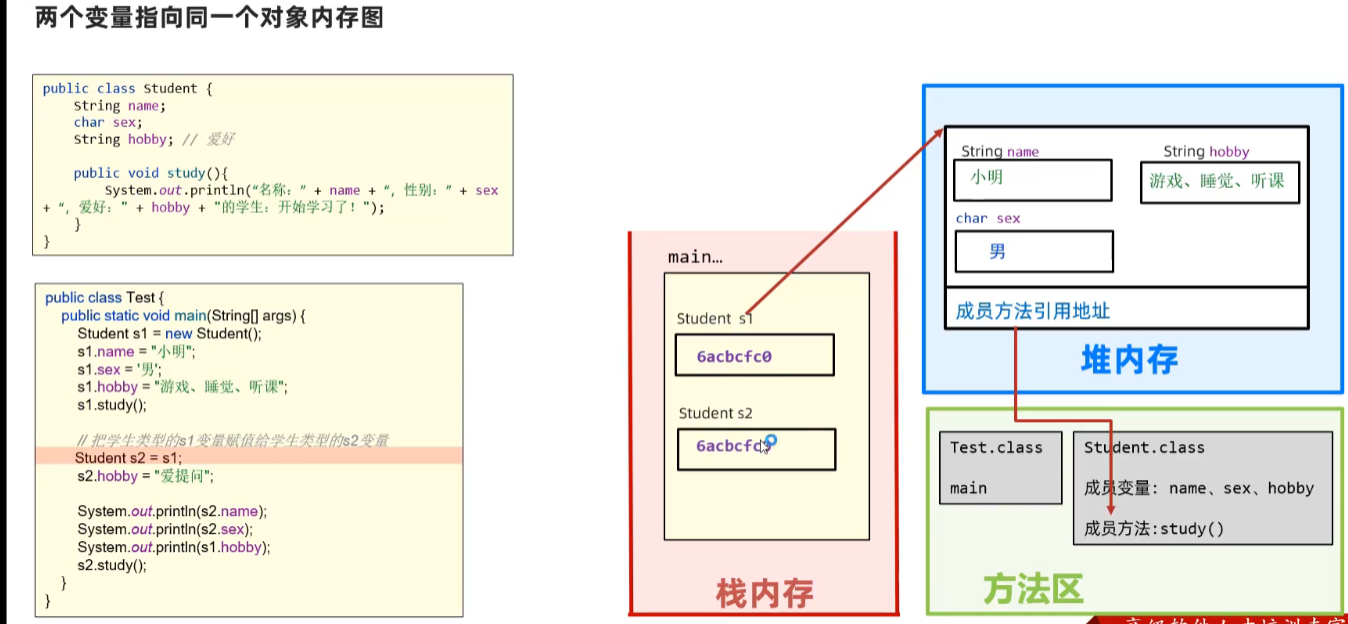 两个变量指向同一个对象内存图
public class Student {
String name;
char sex;
String hobby; // 爱好
public void study(){
System.out.println(“名称：” + name + “, 性别：” + sex
+ “, 爱好：" + hobby + "的学生：开始学习了！");
}
}
public class Test {
public static void main(String[] args) {
Student s1 = new Student();
s1.name = "小明";
s1.sex = '男';
s1.hobby = "游戏、睡觉、听课";
s1.study();
// 把学生类型的s1变量赋值给学生类型的s2变量
Student s2 = s1;
s2.hobby = "爱提问";
System.out.println(s2.name);
System.out.println(s2.sex);
System.out.println(s1.hobby);
s2.study();
}
}
main…
Student s1
6acbcfc0
Student s2
栈内存
String name
小明
String hobby
游戏、睡觉、听课
char sex
男
成员方法引用地址
堆内存
Test.class
main
Student.class
成员变量: name、sex、hobby
成员方法:study()
方法区